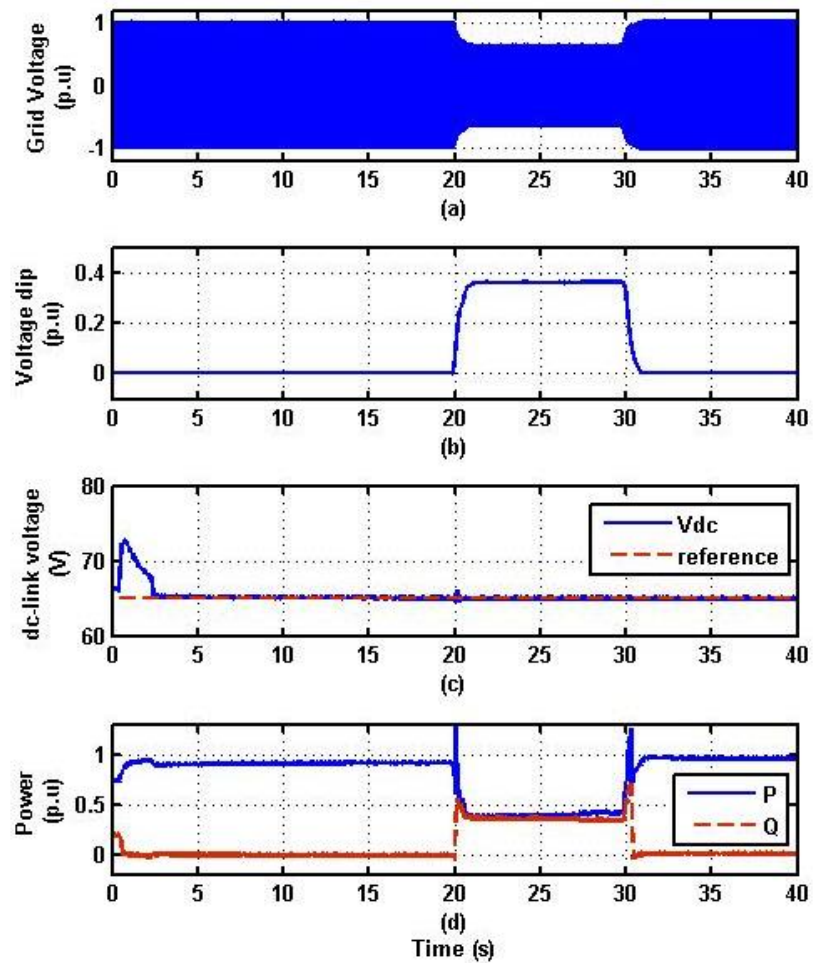 Grid Voltage
(p.u)
1
0
-1
0 5 10 15 20 25 30 35 40
(a)
Voltage dip
(p.u)
0.4
0.2
0
0 5 10 15 20 25 30 35 40
(b)
dc-link voltage
(V)
80
70
60
Vdc
reference
0 5 10 15 20 25 30 35 40
(c)
Power
(p.u)
1
0.5
0
P
Q
0 5 10 15 20 25 30 35 40
(d)
Time (s)